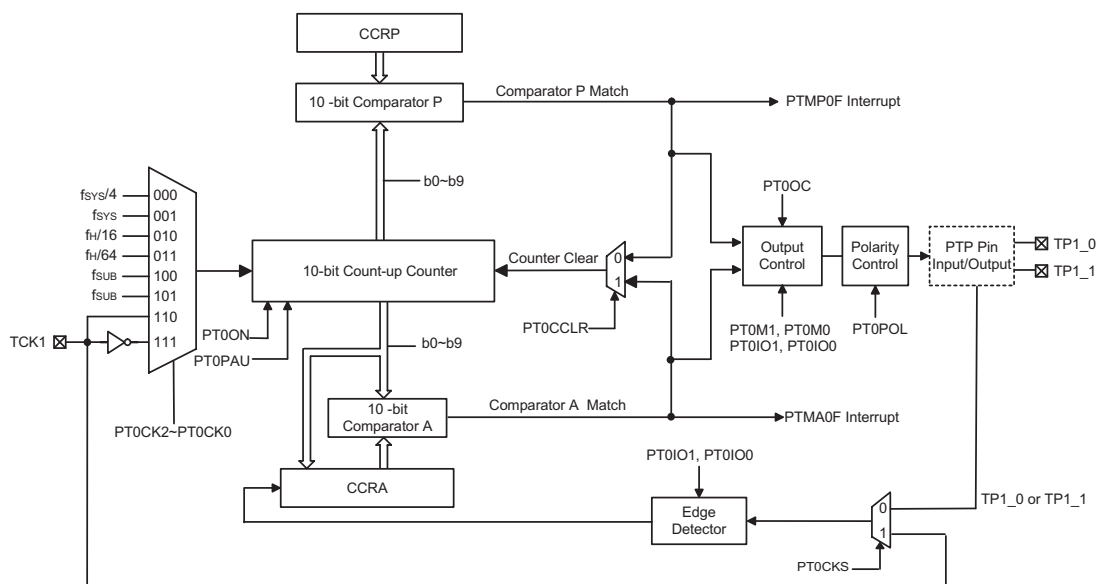 CCRP
10 -bit Comparator P
Comparator P Match
PTMP0F Interrupt
b0~b9
fSYS/4
000
fSYS
001
fH/16
010
fH/64
011
fSUB
100
fSUB
101
110
111
TCK1
PT0CK2~PT0CK0
10-bit Count-up Counter
PT0ON
PT0PAU
Counter Clear
0
1
PT0CCLR
PT0OC
Output
Control
PT0M1, PT0M0
PT0IO1, PT0IO0
Polarity
Control
PT0POL
PTP Pin
Input/Output
TP1_0
TP1_1
b0~b9
10 -bit
Comparator A
Comparator A Match
PTMA0F Interrupt
CCRA
PT0IO1, PT0IO0
Edge
Detector
0
1
TP1_0 or TP1_1
PT0CKS